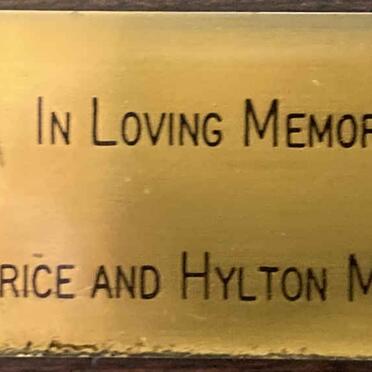 In Loving Memor
rice and Hylton M